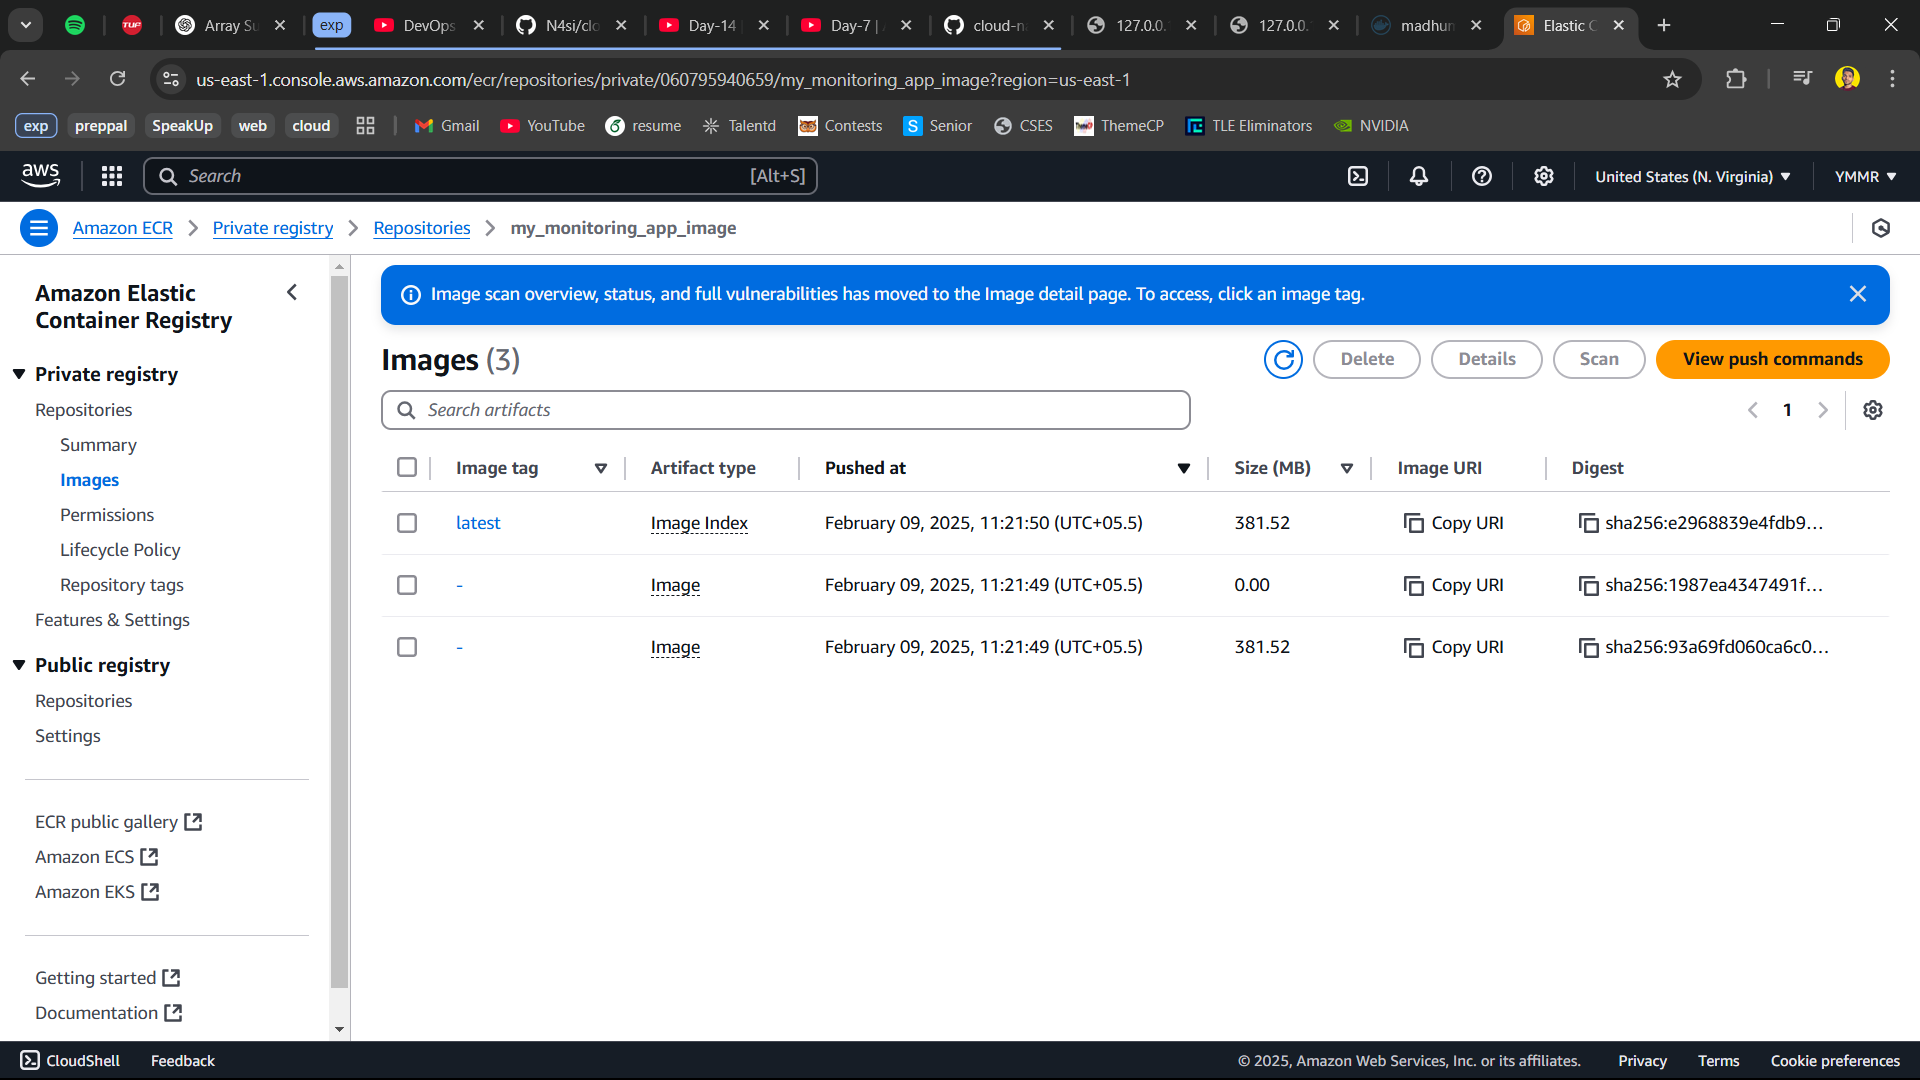 TUF
Array Su
exp
DevOps
N4si/clo
Day-14
Day-7 |
cloud-n
127.0.0.
127.0.0.
madhun
Elastic C
us-east-1.console.aws.amazon.com/ecr/repositories/private/060795940659/my_monitoring_app_image?region=us-east-1
exp preppal SpeakUp web cloud Gmail YouTube resume Talentd Contests S Senior CSES ThemeCP TLE Eliminators NVIDIA
aws Search [Alt+S] United States (N. Virginia) YMMR
Amazon ECR Private registry Repositories my_monitoring_app_image
Amazon Elastic
Container Registry
Private registry
Repositories
Summary
Images
Permissions
Lifecycle Policy
Repository tags
Features & Settings
Public registry
Repositories
Settings
ECR public gallery
Amazon ECS
Amazon EKS
Getting started
Documentation
Image scan overview, status, and full vulnerabilities has moved to the Image detail page. To access, click an image tag.
Images (3) Delete Details Scan View push commands
Search artifacts 1
Image tag Artifact type Pushed at Size (MB) Image URI Digest
latest Image Index February 09, 2025, 11:21:50 (UTC+05.5) 381.52 Copy URI sha256:e2968839e4fdb9...
- Image February 09, 2025, 11:21:49 (UTC+05.5) 0.00 Copy URI sha256:1987ea4347491f...
- Image February 09, 2025, 11:21:49 (UTC+05.5) 381.52 Copy URI sha256:93a69fd060ca6c0...
CloudShell Feedback © 2025, Amazon Web Services, Inc. or its affiliates. Privacy Terms Cookie preferences